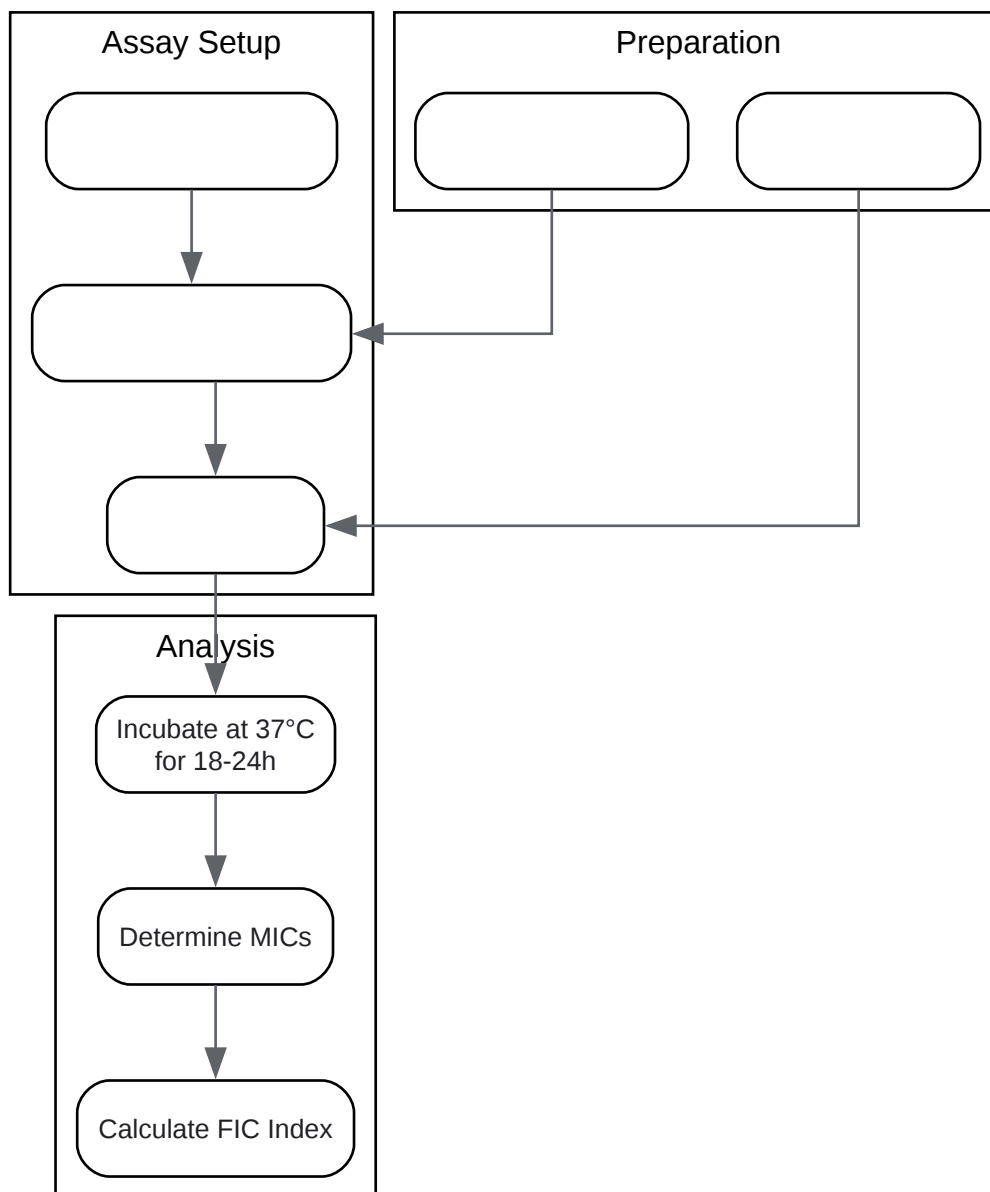 Assay Setup
Preparation
Analysis
Incubate at 37°C
for 18-24h
Determine MICs
Calculate FIC Index